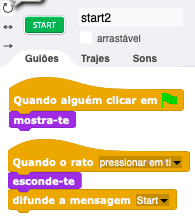 start2
START
arrastável
Guiões Trajes Sons
Quando alguém clicar em
mostra-te
Quando o rato pressionar em ti
esconde-te
difunde a mensagem Start